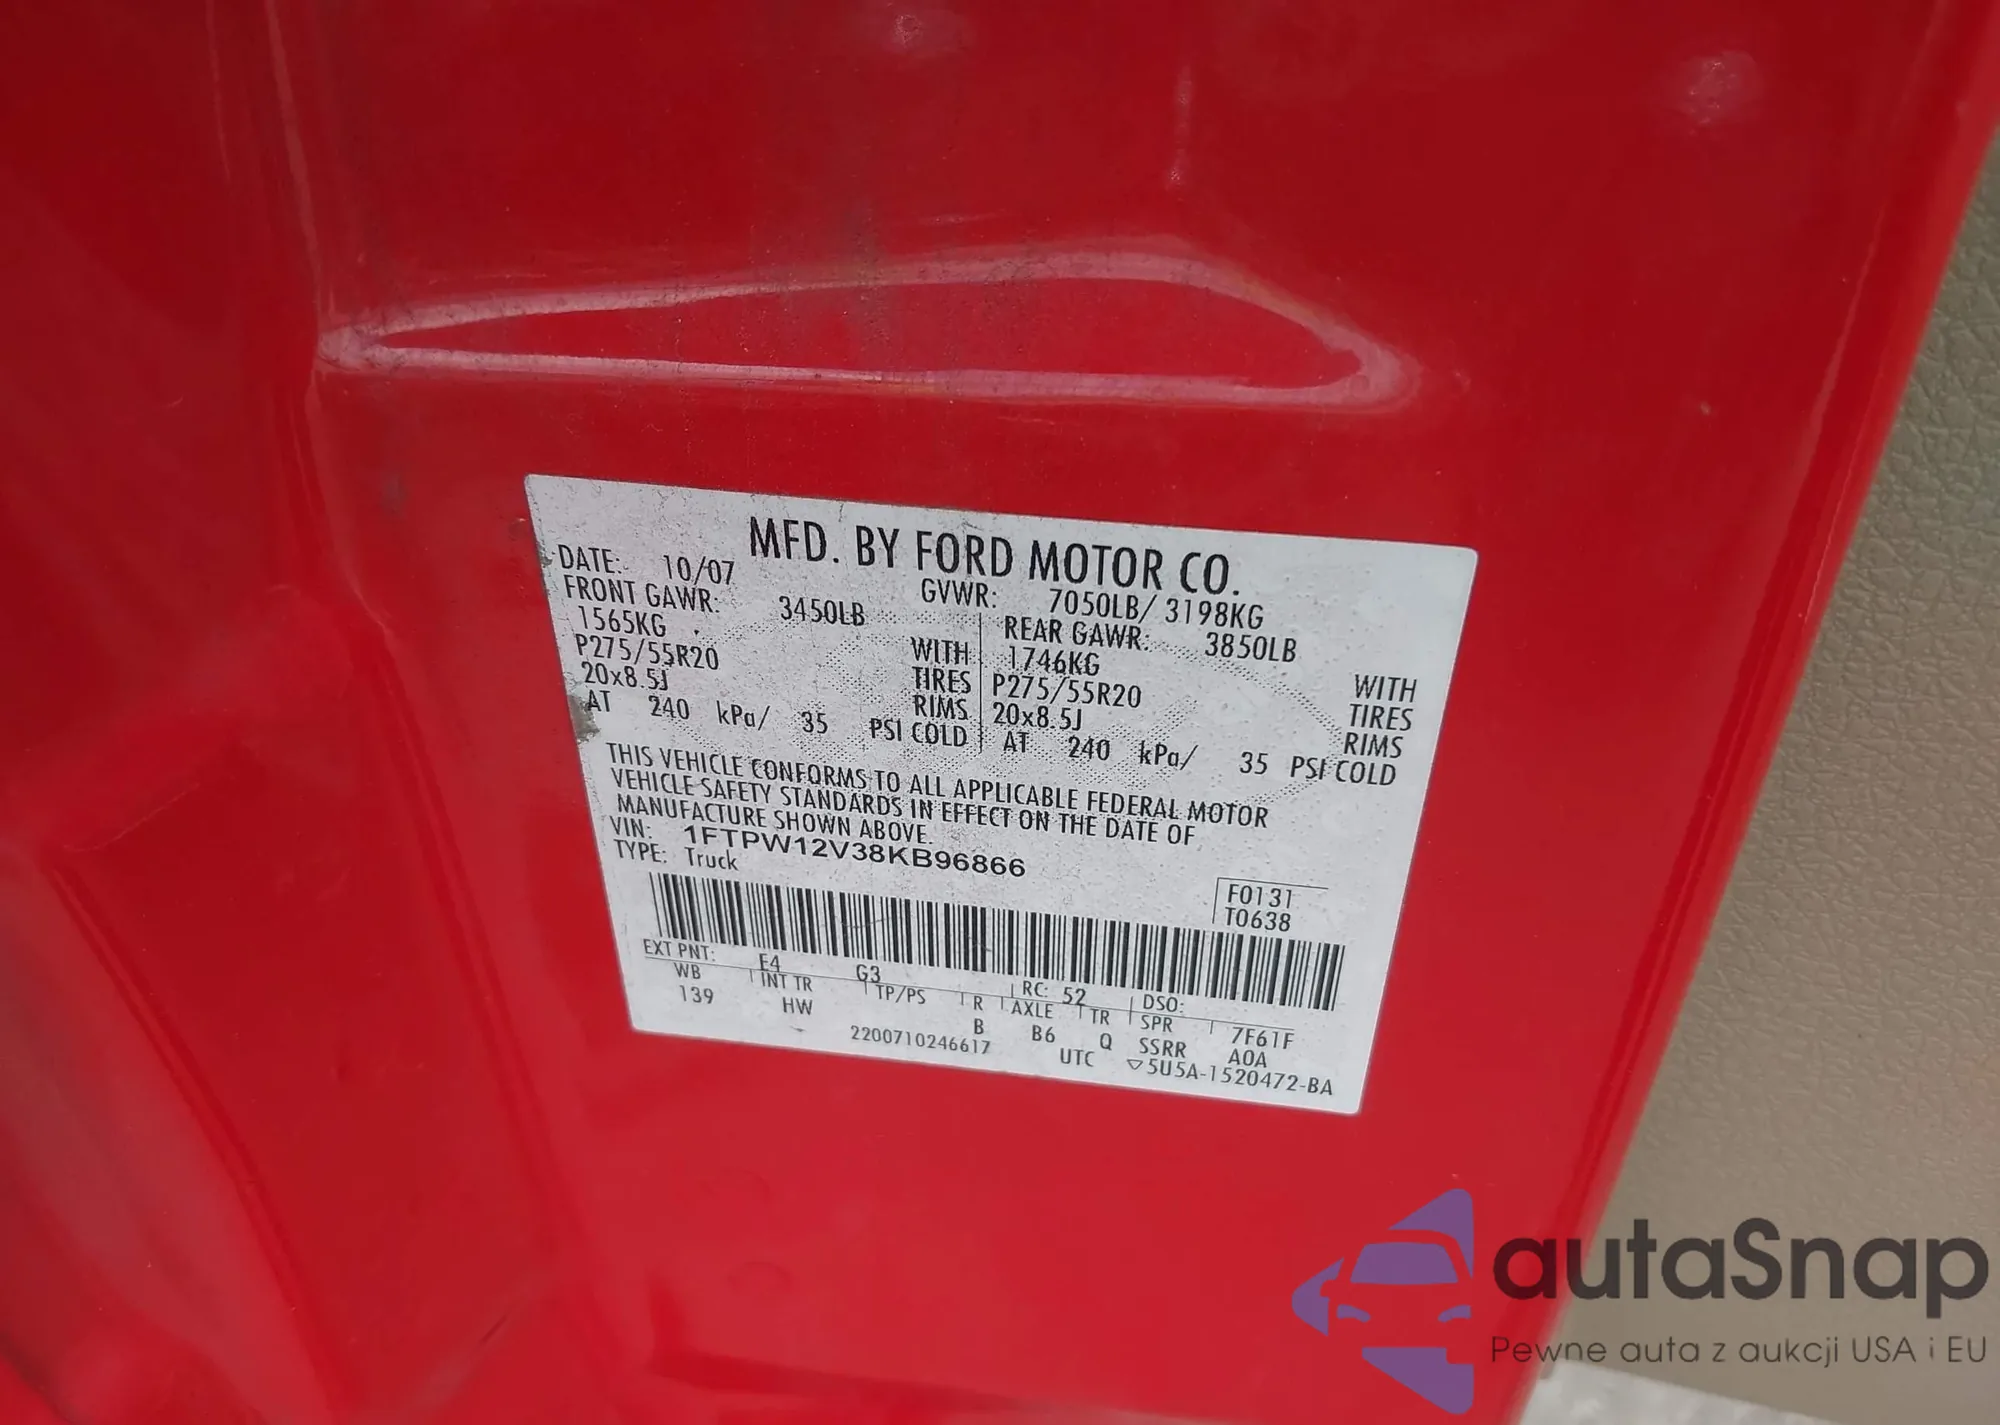 MFD. BY FORD MOTOR CO.
DATE: 10/07 GVWR: 7050LB/ 3198KG
FRONT GAWR: 3450LB REAR GAWR: 3850LB
1565KG WITH 1746KG WITH
P275/55R20 TIRES P275/55R20 TIRES
20x8.5J RIMS 20x8.5J RIMS
AT 240 kPa/ 35 PSI COLD AT 240 kPa/ 35 PSI COLD
THIS VEHICLE CONFORMS TO ALL APPLICABLE FEDERAL MOTOR
VEHICLE SAFETY STANDARDS IN EFFECT ON THE DATE OF
MANUFACTURE SHOWN ABOVE.
VIN: 1FTPW12V38KB96866
TYPE: Truck
F0131
T0638
EXT PNT: E4 G3 RC: 52 DSO:
WB INT TR TP/PS R AXLE TR SPR 7F61F
139 HW B B6 Q SSRR A0A
2200710246617 UTC ▽5U5A-1520472-BA
autaSnap
Pewne auta z aukcji USA i EU